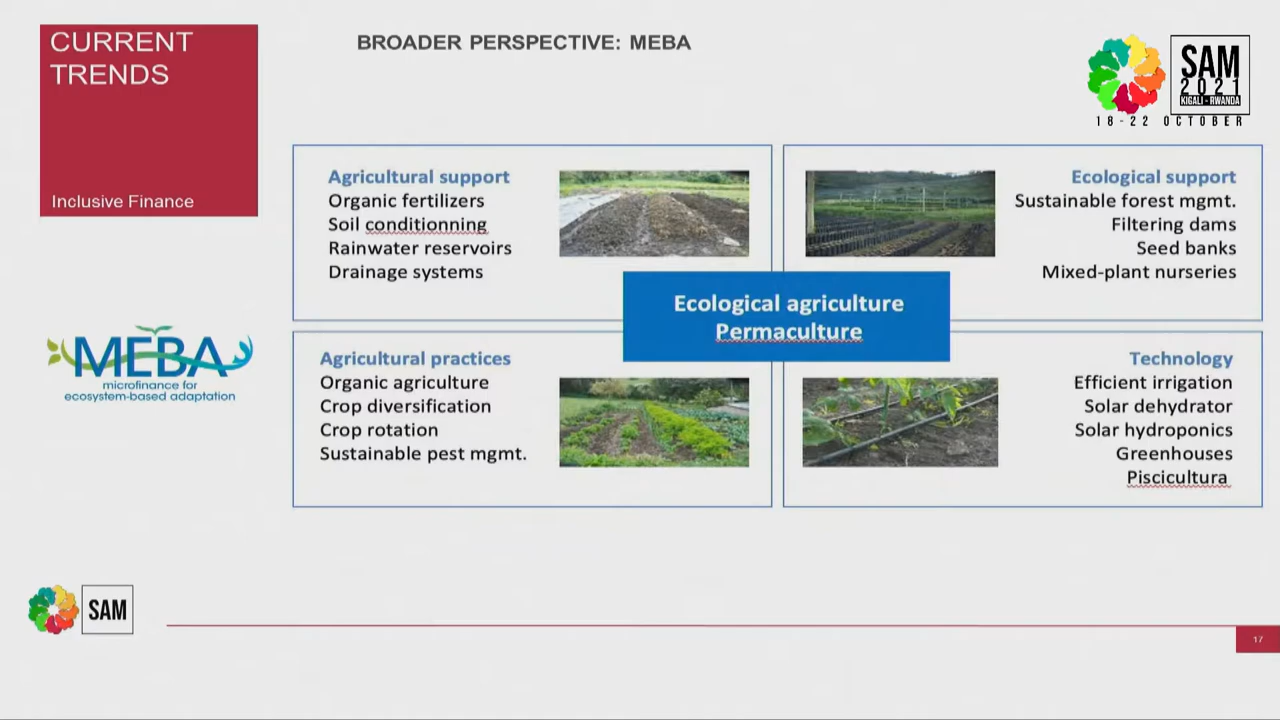 CURRENT
TRENDS
Inclusive Finance
BROADER PERSPECTIVE: MEBA
SAM
2021
KIGALI - RWANDA
18-22 OCTOBER
Agricultural support
Organic fertilizers
Soil conditionning
Rainwater reservoirs
Drainage systems
Ecological support
Sustainable forest mgmt.
Filtering dams
Seed banks
Mixed-plant nurseries
Ecological agriculture
Permaculture
Agricultural practices
Organic agriculture
Crop diversification
Crop rotation
Sustainable pest mgmt.
Technology
Efficient irrigation
Solar dehydrator
Solar hydroponics
Greenhouses
Piscicultura
MEBA
microfinance for
ecosystem-based adaptation
SAM
17